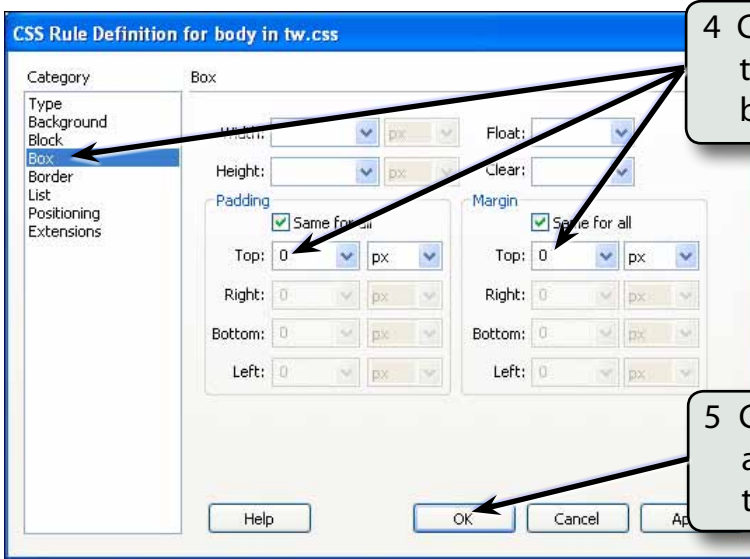 CSS Rule Definition for body in tw.css
4
Category
Box
Type
Background
Block
Box
Border
List
Positioning
Extensions
Width: px Float:
Height: px Clear:
Padding Margin
Same for all Same for all
Top: 0 px Top: 0 px
Right: 0 px Right: 0 px
Bottom: 0 px Bottom: 0 px
Left: 0 px Left: 0 px
5
Help OK Cancel